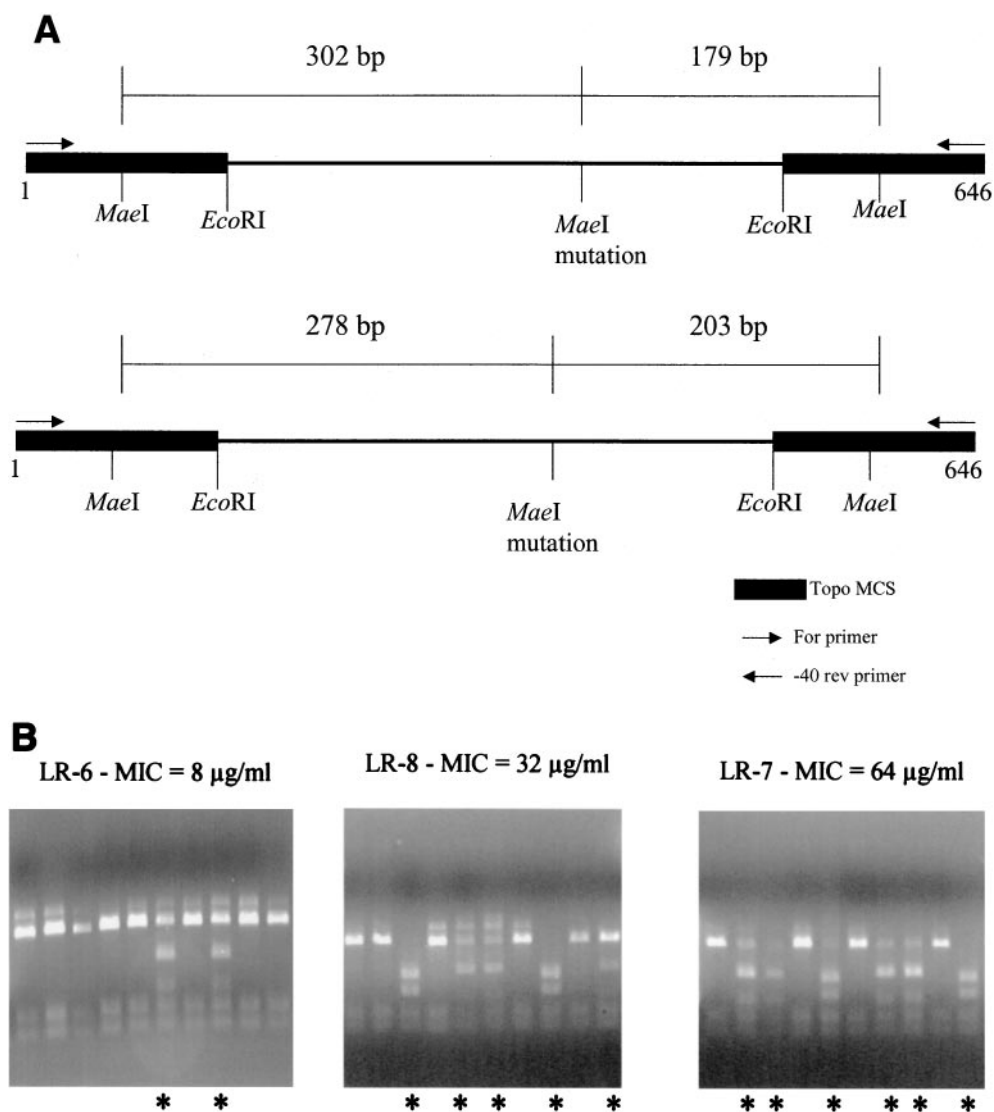 A
302 bp 179 bp
1 646
MaeI EcoRI MaeI mutation EcoRI MaeI
278 bp 203 bp
1 646
MaeI EcoRI MaeI mutation EcoRI MaeI
Topo MCS
For primer
-40 rev primer
B
LR-6 - MIC = 8 µg/ml LR-8 - MIC = 32 µg/ml LR-7 - MIC = 64 µg/ml
* * * * * * * * * * * * *